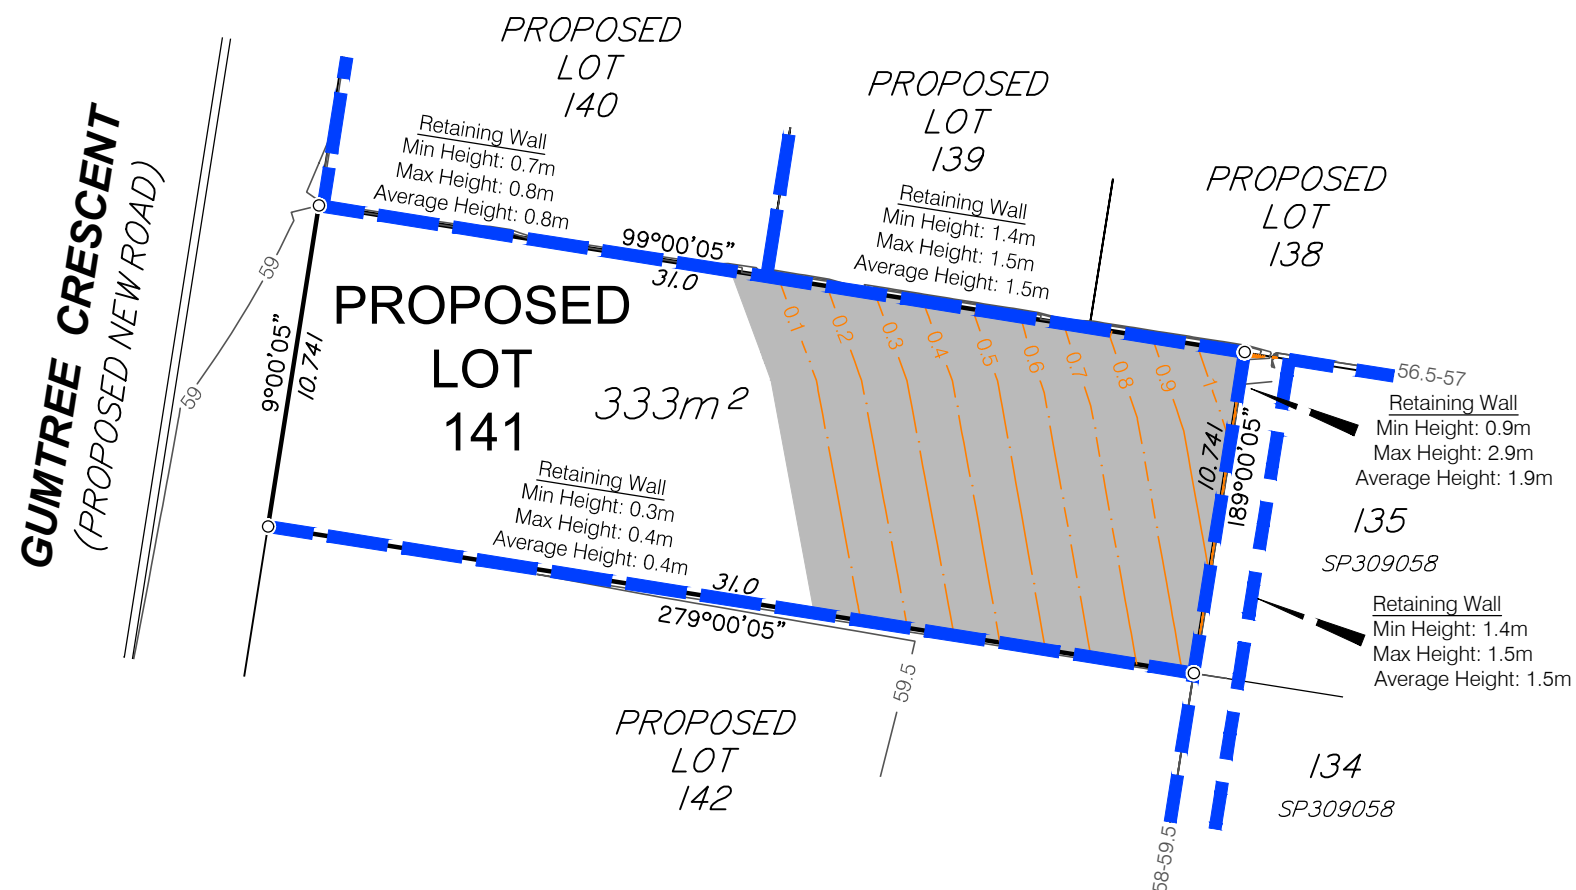 PROPOSED
LOT
140
PROPOSED
LOT
139
PROPOSED
LOT
138
Retaining Wall
Min Height: 0.7m
Max Height: 0.8m
Average Height: 0.8m
Retaining Wall
Min Height: 1.4m
Max Height: 1.5m
Average Height: 1.5m
GUMTREE CRESCENT
(PROPOSED NEW ROAD)
59
59
99°00'05"
31.0
9°00'05"
10.741
PROPOSED
LOT
141
333m²
0.1
0.2
0.3
0.4
0.5
0.6
0.7
0.8
0.9
1
10.741
189°00'05"
56.5-57
Retaining Wall
Min Height: 0.9m
Max Height: 2.9m
Average Height: 1.9m
135
SP309058
Retaining Wall
Min Height: 0.3m
Max Height: 0.4m
Average Height: 0.4m
31.0
279°00'05"
Retaining Wall
Min Height: 1.4m
Max Height: 1.5m
Average Height: 1.5m
59.5
PROPOSED
LOT
142
134
SP309058
58-59.5